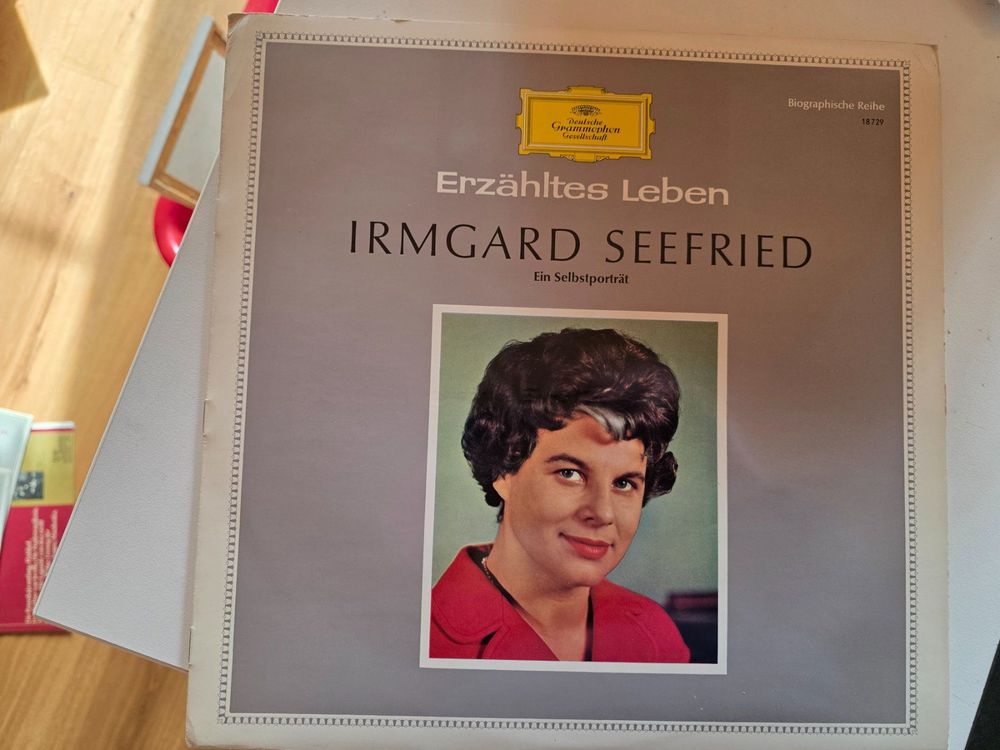 Deutsche
Grammophon
Gesellschaft
Biographische Reihe
18729
Erzähltes Leben
IRMGARD SEEFRIED
Ein Selbstporträt